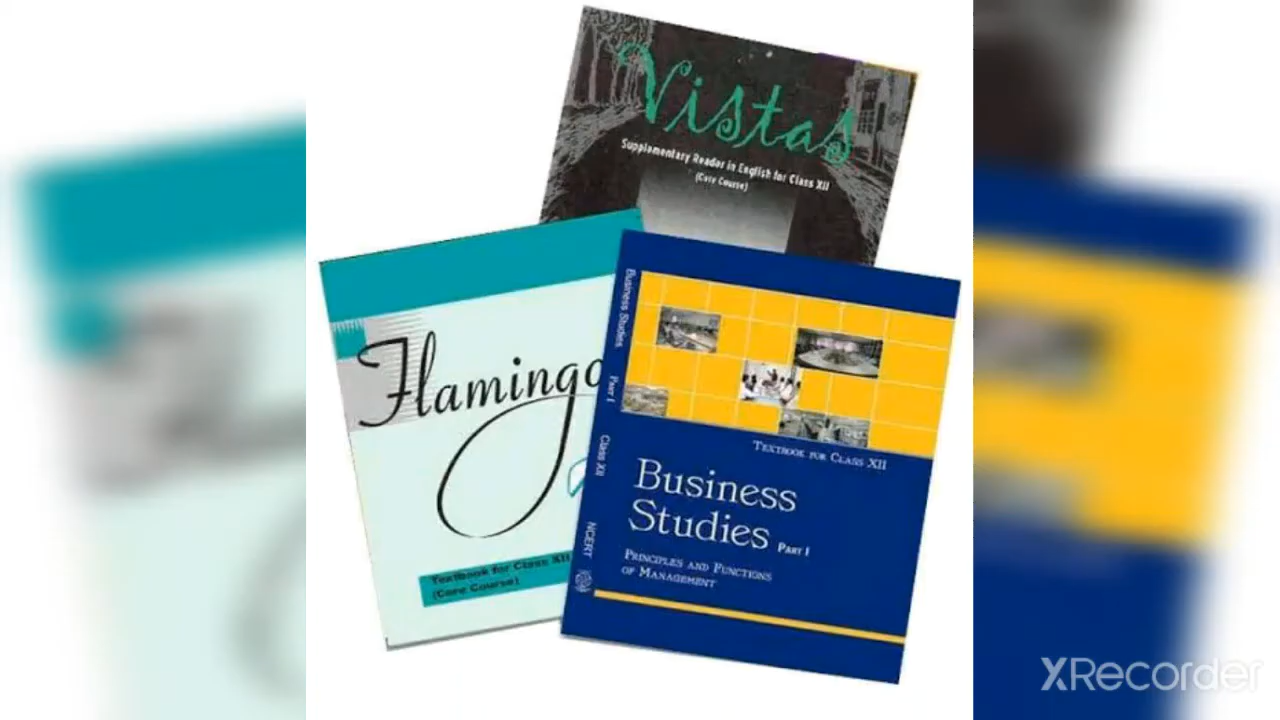 Vistas
Supplementary Reader in English for Class XII
(Core Course)
Flamingo
Textbook for Class XII
(Core Course)
Business Studies
Part I
Class XII
NCERT
Textbook for Class XII
Business
Studies Part I
Principles and Functions
of Management
XRecorder